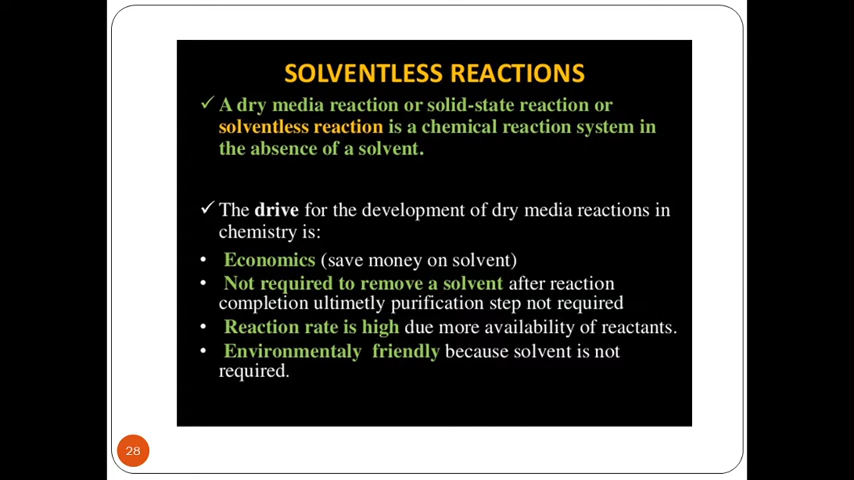 SOLVENTLESS REACTIONS
✓ A dry media reaction or solid-state reaction or
solventless reaction is a chemical reaction system in
the absence of a solvent.
✓ The drive for the development of dry media reactions in
chemistry is:
• Economics (save money on solvent)
• Not required to remove a solvent after reaction
completion ultimetly purification step not required
• Reaction rate is high due more availability of reactants.
• Environmentaly friendly because solvent is not
required.
28